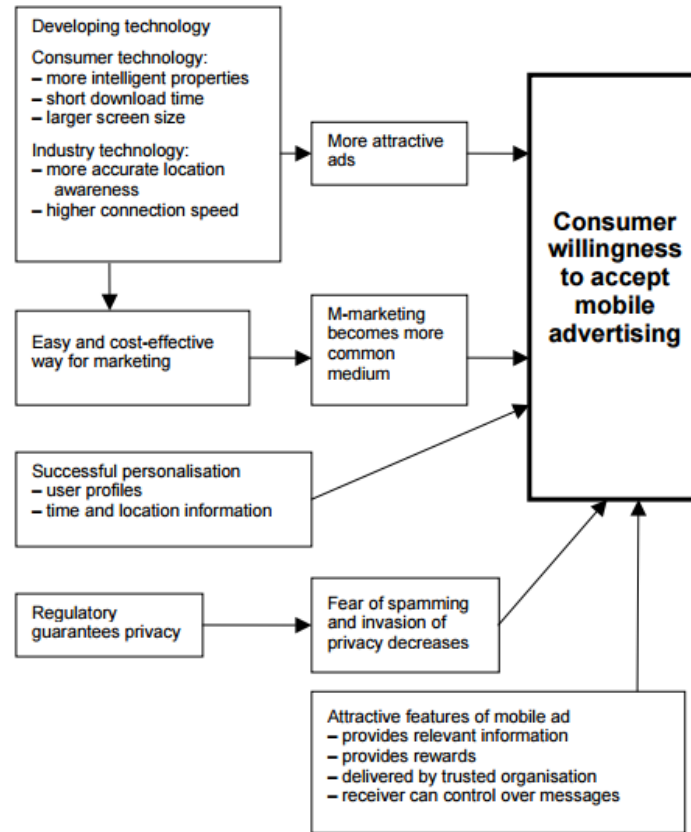 Developing technology
Consumer technology:
– more intelligent properties
– short download time
– larger screen size
Industry technology:
– more accurate location
awareness
– higher connection speed
More attractive
ads
Consumer
willingness
to accept
mobile
advertising
Easy and cost-effective
way for marketing
M-marketing
becomes more
common
medium
Successful personalisation
– user profiles
– time and location information
Regulatory
guarantees privacy
Fear of spamming
and invasion of
privacy decreases
Attractive features of mobile ad
– provides relevant information
– provides rewards
– delivered by trusted organisation
– receiver can control over messages